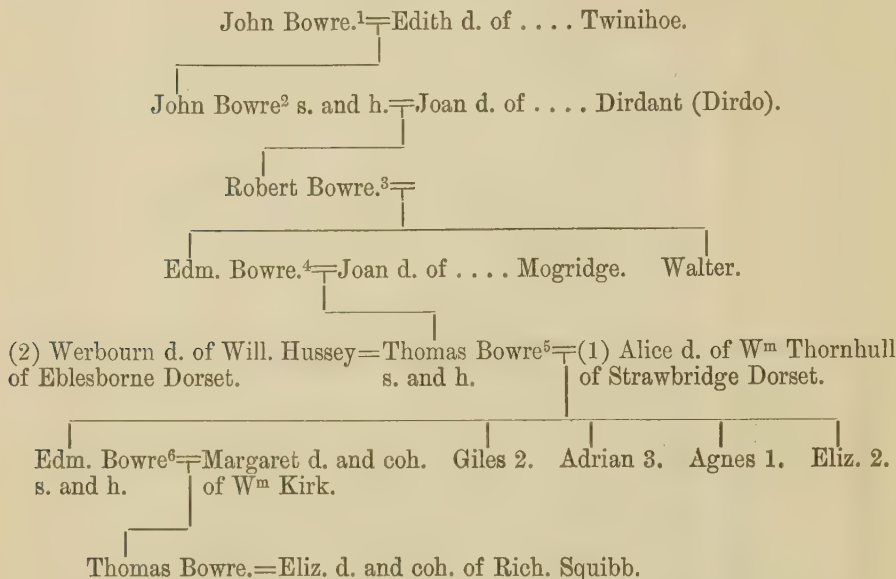 John Bowre.¹=Edith d. of .... Twinihoe.
John Bowre² s. and h.=Joan d. of .... Dirdant (Dirdo).
Robert Bowre.³=
Edm. Bowre.⁴=Joan d. of .... Mogridge. Walter.
(2) Werbourn d. of Will. Hussey=Thomas Bowre⁵=(1) Alice d. of Wᵐ Thornhull
of Eblesborne Dorset. s. and h. of Strawbridge Dorset.
Edm. Bowre⁶=Margaret d. and coh. Giles 2. Adrian 3. Agnes 1. Eliz. 2.
s. and h. of Wᵐ Kirk.
Thomas Bowre.=Eliz. d. and coh. of Rich. Squibb.